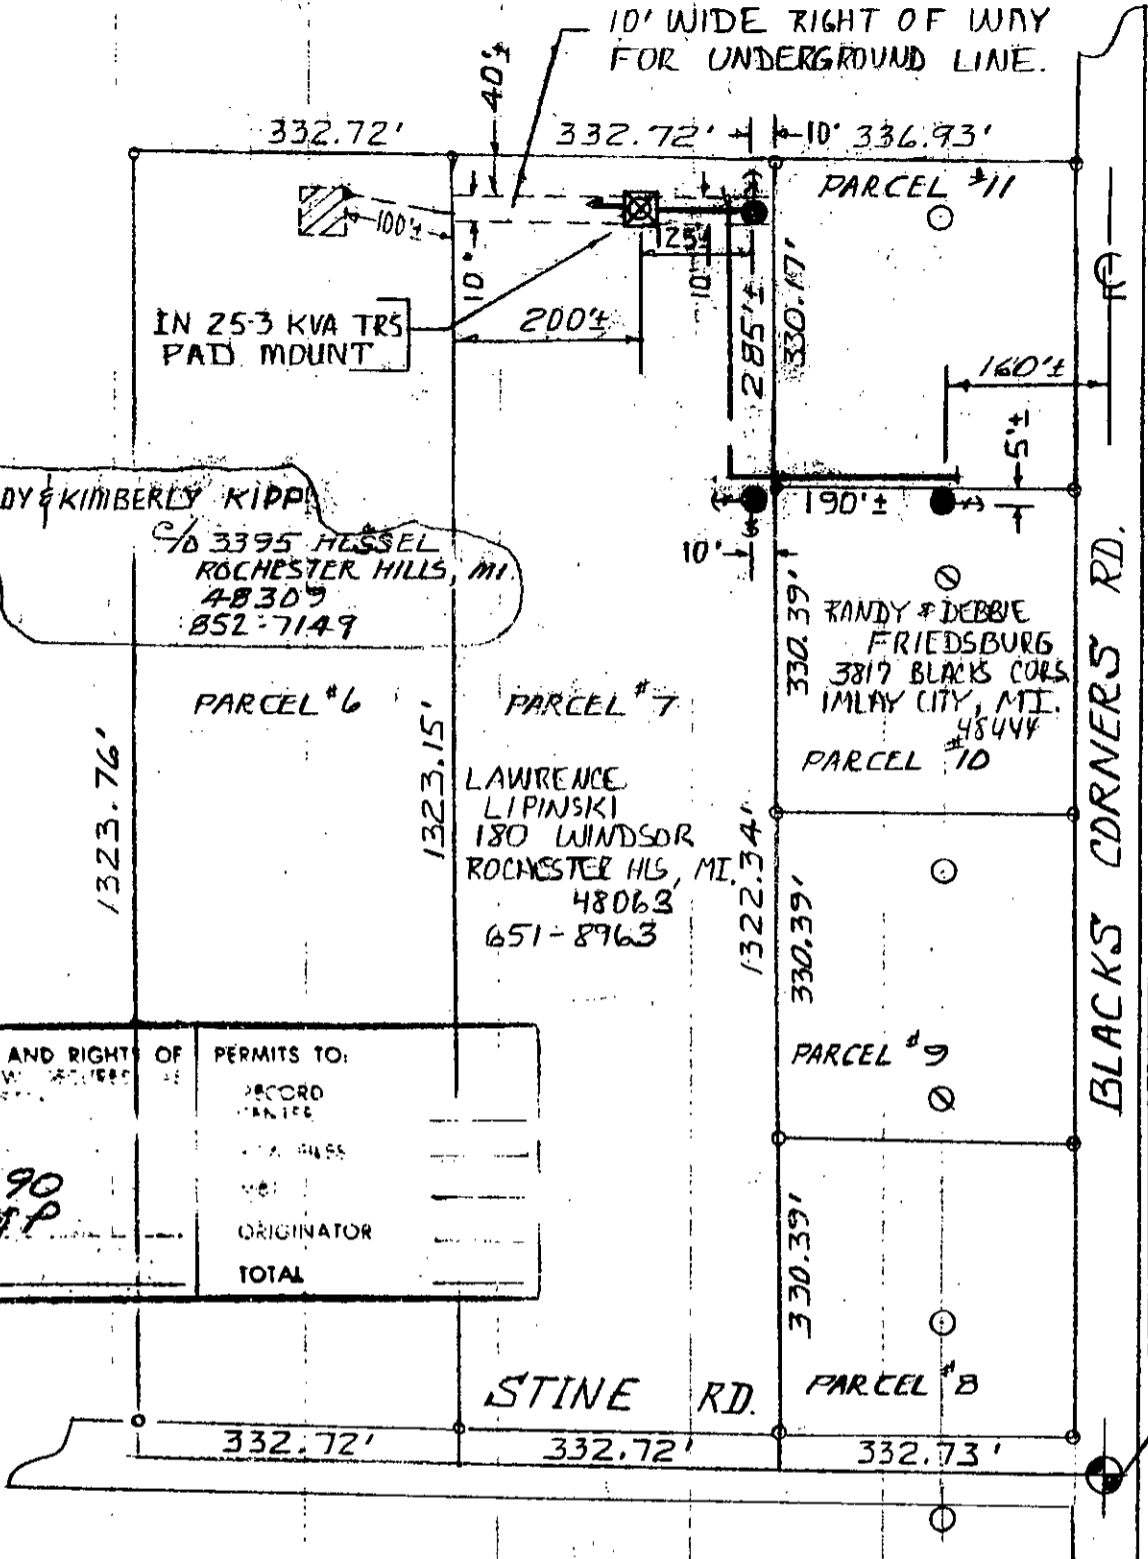 10' WIDE RIGHT OF WAY
FOR UNDERGROUND LINE.
40'±
332.72'
332.72'
10'
336.93'
PARCEL #11
100'±
10'
25'±
10'
285'±
330.17'
IN 25-3 KVA TRS
PAD MOUNT
200'±
160'±
5'±
190'±
10'
DY & KIMBERLY KIPP
C/O 3395 HESSEL
ROCHESTER HILLS, MI.
48309
852-7149
330.39'
RANDY & DEBBIE
FRIEDSBURG
3817 BLACKS CORS.
IMLAY CITY, MI.
48444
PARCEL #10
PARCEL #6
PARCEL #7
1323.76'
1323.15'
LAWRENCE
LIPINSKI
180 WINDSOR
ROCHESTER HLS, MI.
48063
651-8963
1322.34'
330.39'
BLACKS CORNERS RD.
PARCEL #9
AND RIGHTS OF
PERMITS TO:
RECORD
90
ORIGINATOR
TOTAL
330.39'
PARCEL #8
STINE RD.
332.72'
332.72'
332.73'